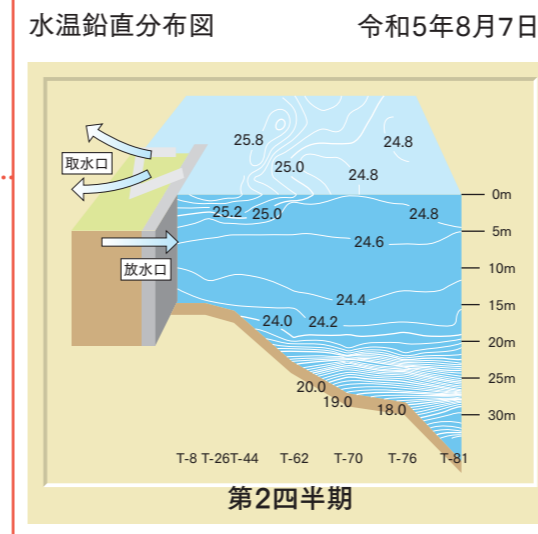 水温鉛直分布図 令和5年8月7日
25.8 24.8
25.0 24.8
取水口
0m
25.2 25.0 24.8
5m
24.6
放水口
10m
24.4
15m
24.0 24.2
20m
25m
20.0
19.0 18.0
30m
T-8 T-26 T-44 T-62 T-70 T-76 T-81
第2四半期